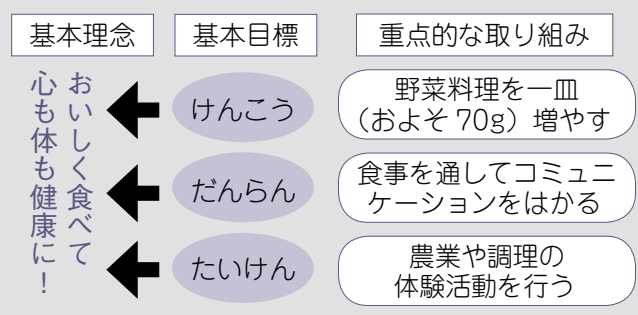 基本理念
基本目標
重点的な取り組み
おいしく食べて
心も体も健康に！
けんこう
野菜料理を一皿
（およそ 70g）増やす
だんらん
食事を通してコミュニ
ケーションをはかる
たいけん
農業や調理の
体験活動を行う